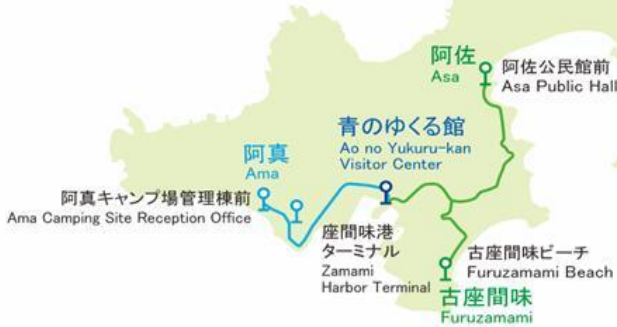 阿佐
Asa
阿佐公民館前
Asa Public Hall
青のゆくる館
Ao no Yukuru-kan
Visitor Center
阿真
Ama
阿真キャンプ場管理棟前
Ama Camping Site Reception Office
座間味港
ターミナル
Zamami
Harbor Terminal
古座間味ビーチ
Furuzamami Beach
古座間味
Furuzamami